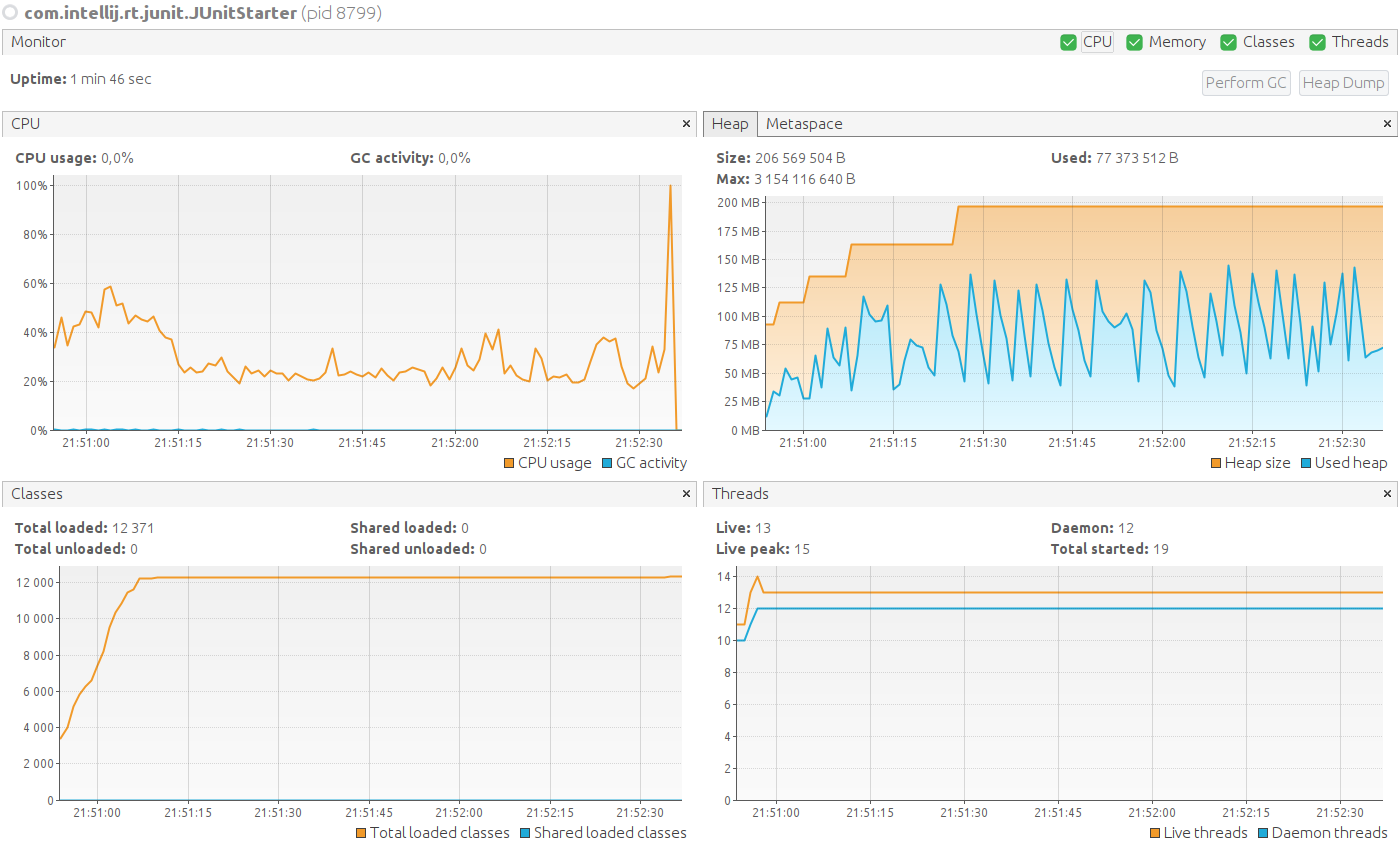 com.intellij.rt.junit.JUnitStarter (pid 8799)
Monitor
CPU Memory Classes Threads
Uptime: 1 min 46 sec
Perform GC Heap Dump
CPU ×
CPU usage: 0,0% GC activity: 0,0%
100%
80%
60%
40%
20%
0%
21:51:00 21:51:15 21:51:30 21:51:45 21:52:00 21:52:15 21:52:30
CPU usage GC activity
Heap Metaspace ×
Size: 206 569 504 B Used: 77 373 512 B
Max: 3 154 116 640 B
200 MB
175 MB
150 MB
125 MB
100 MB
75 MB
50 MB
25 MB
0 MB
21:51:00 21:51:15 21:51:30 21:51:45 21:52:00 21:52:15 21:52:30
Heap size Used heap
Classes ×
Total loaded: 12 371 Shared loaded: 0
Total unloaded: 0 Shared unloaded: 0
12 000
10 000
8 000
6 000
4 000
2 000
0
21:51:00 21:51:15 21:51:30 21:51:45 21:52:00 21:52:15 21:52:30
Total loaded classes Shared loaded classes
Threads ×
Live: 13 Daemon: 12
Live peak: 15 Total started: 19
14
12
10
8
6
4
2
0
21:51:00 21:51:15 21:51:30 21:51:45 21:52:00 21:52:15 21:52:30
Live threads Daemon threads